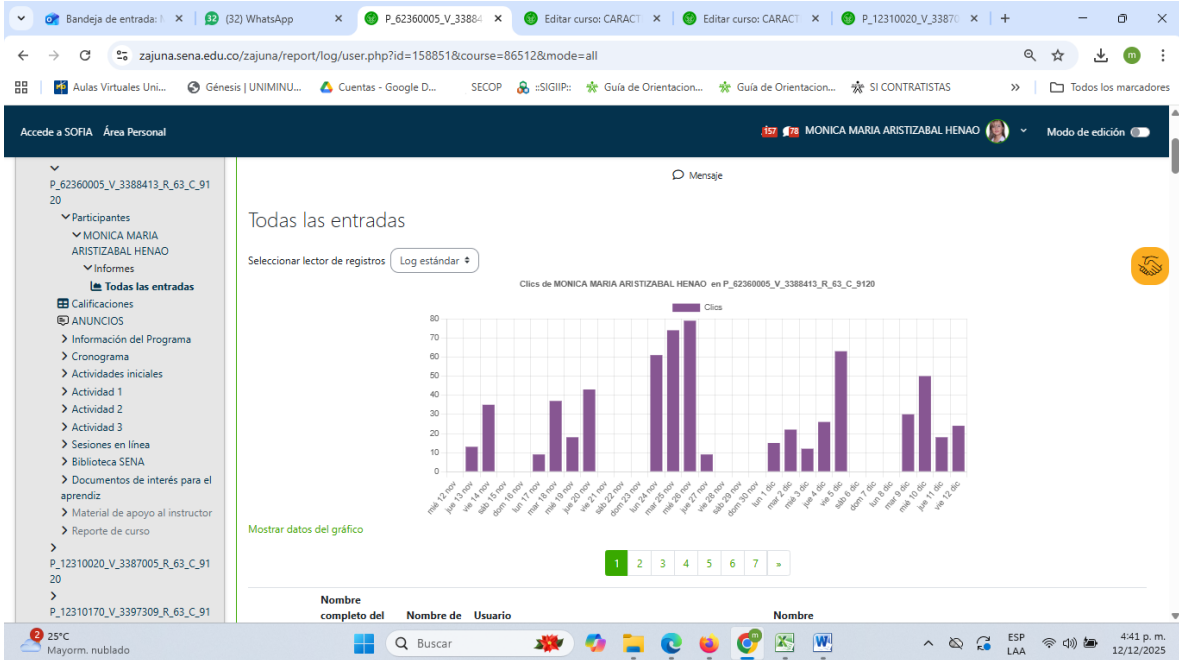 Bandeja de entrada:
(32) WhatsApp
P_62360005_V_33884
Editar curso: CARACT
Editar curso: CARACT
P_12310020_V_33870
zajuna.sena.edu.co/zajuna/report/log/user.php?id=158851&course=86512&mode=all
Aulas Virtuales Uni...
Génesis | UNIMINU...
Cuentas - Google D...
SECOP
::SIGIIP::
Guía de Orientacion...
Guía de Orientacion...
SI CONTRATISTAS
»
Todos los marcadores
Accede a SOFIA Área Personal
157 78 MONICA MARIA ARISTIZABAL HENAO
Modo de edición
P_62360005_V_3388413_R_63_C_91
20
Participantes
MONICA MARIA
ARISTIZABAL HENAO
Informes
Todas las entradas
Calificaciones
ANUNCIOS
Información del Programa
Cronograma
Actividades iniciales
Actividad 1
Actividad 2
Actividad 3
Sesiones en línea
Biblioteca SENA
Documentos de interés para el
aprendiz
Material de apoyo al instructor
Reporte de curso
P_12310020_V_3387005_R_63_C_91
20
P_12310170_V_3397309_R_63_C_91
Mensaje
Todas las entradas
Seleccionar lector de registros Log estándar
Clics de MONICA MARIA ARISTIZABAL HENAO en P_62360005_V_3388413_R_63_C_9120
Clics
80
70
60
50
40
30
20
10
0
mié 12 nov
jue 13 nov
vie 14 nov
sáb 15 nov
dom 16 nov
lun 17 nov
mar 18 nov
mié 19 nov
jue 20 nov
vie 21 nov
sáb 22 nov
dom 23 nov
lun 24 nov
mar 25 nov
mié 26 nov
jue 27 nov
vie 28 nov
sáb 29 nov
dom 30 nov
lun 1 dic
mar 2 dic
mié 3 dic
jue 4 dic
vie 5 dic
sáb 6 dic
dom 7 dic
lun 8 dic
mar 9 dic
mié 10 dic
jue 11 dic
vie 12 dic
Mostrar datos del gráfico
1 2 3 4 5 6 7 »
Nombre
completo del Nombre de Usuario Nombre
2
25°C
Mayorm. nublado
Buscar
ESP
LAA
4:41 p. m.
12/12/2025